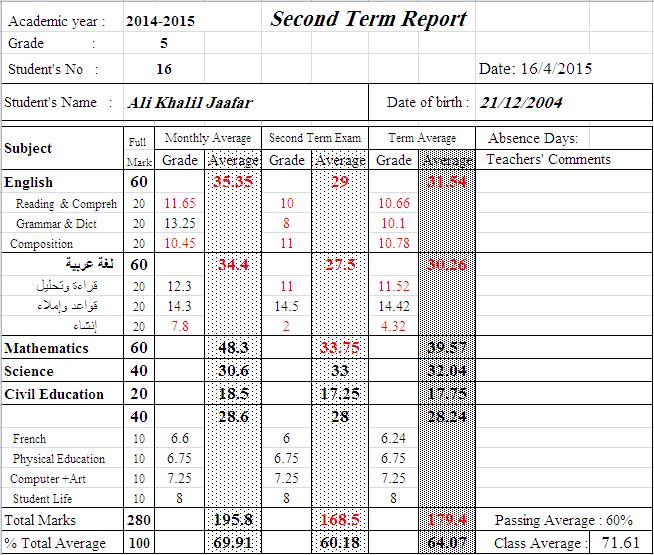 Academic year : 2014-2015 Second Term Report
Grade : 5
Student's No : 16 Date: 16/4/2015
Student's Name : Ali Khalil Jaafar Date of birth : 21/12/2004
Subject Full Mark Monthly Average Second Term Exam Term Average Absence Days:
Grade Average Grade Average Grade Average Teachers' Comments
English 60 35.35 29 31.54
Reading & Compreh 20 11.65 10 10.66
Grammar & Dict 20 13.25 8 10.1
Composition 20 10.45 11 10.78
لغة عربية 60 34.4 27.5 30.26
قراءة وتحليل 20 12.3 11 11.52
قواعد وإملاء 20 14.3 14.5 14.42
إنشاء 20 7.8 2 4.32
Mathematics 60 48.3 33.75 39.57
Science 40 30.6 33 32.04
Civil Education 20 18.5 17.25 17.75
40 28.6 28 28.24
French 10 6.6 6 6.24
Physical Education 10 6.75 6.75 6.75
Computer +Art 10 7.25 7.25 7.25
Student Life 10 8 8 8
Total Marks 280 195.8 168.5 179.4 Passing Average : 60%
% Total Average 100 69.91 60.18 64.07 Class Average : 71.61